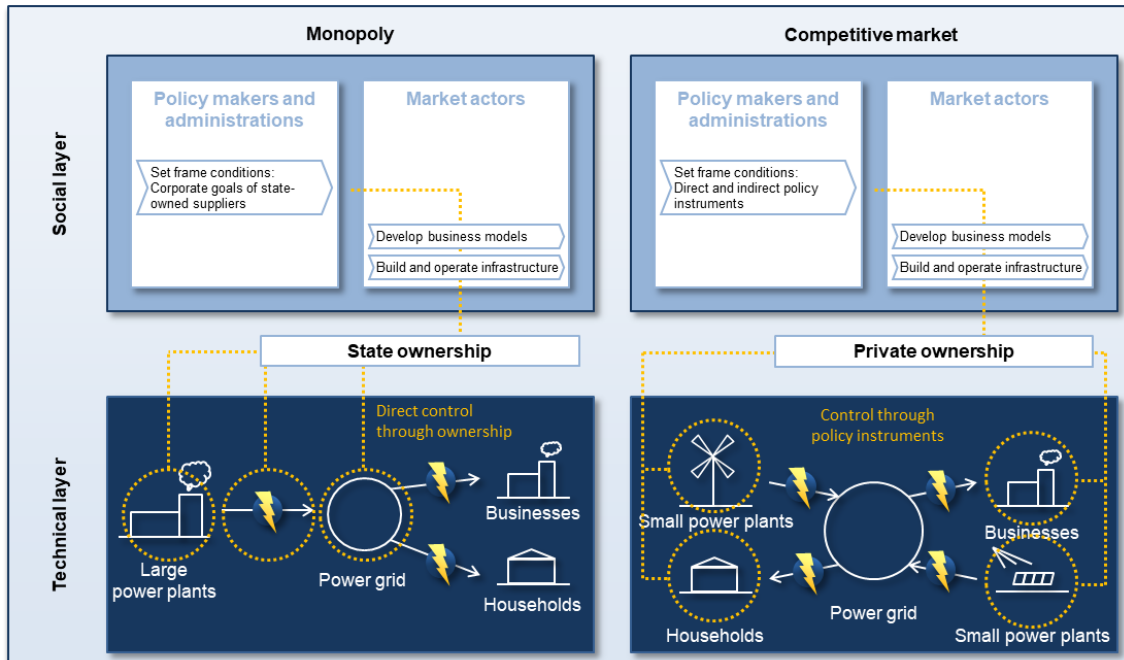 Monopoly
Competitive market
Social layer
Policy makers and
administrations
Market actors
Set frame conditions:
Corporate goals of state-
owned suppliers
Develop business models
Build and operate infrastructure
Policy makers and
administrations
Market actors
Set frame conditions:
Direct and indirect policy
instruments
Develop business models
Build and operate infrastructure
State ownership
Private ownership
Technical layer
Direct control
through ownership
Businesses
Large
power plants
Power grid
Households
Control through
policy instruments
Small power plants
Businesses
Households
Power grid
Small power plants